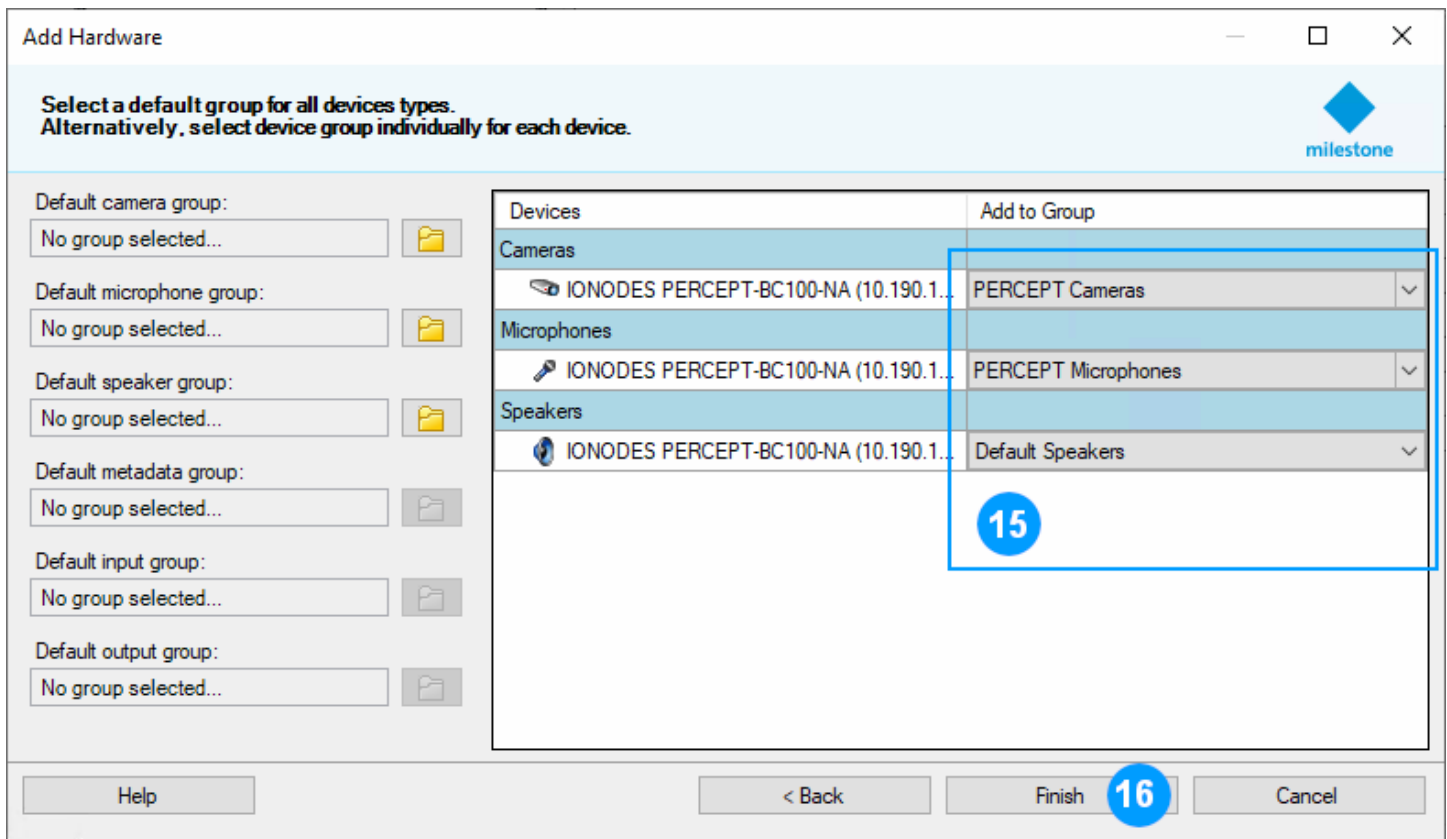 Add Hardware
Select a default group for all devices types.
Alternatively, select device group individually for each device.
milestone
Default camera group:
No group selected...
Default microphone group:
No group selected...
Default speaker group:
No group selected...
Default metadata group:
No group selected...
Default input group:
No group selected...
Default output group:
No group selected...
Devices Add to Group
Cameras
IONODES PERCEPT-BC100-NA (10.190.1... PERCEPT Cameras
Microphones
IONODES PERCEPT-BC100-NA (10.190.1... PERCEPT Microphones
Speakers
IONODES PERCEPT-BC100-NA (10.190.1... Default Speakers
15
Help < Back Finish 16 Cancel